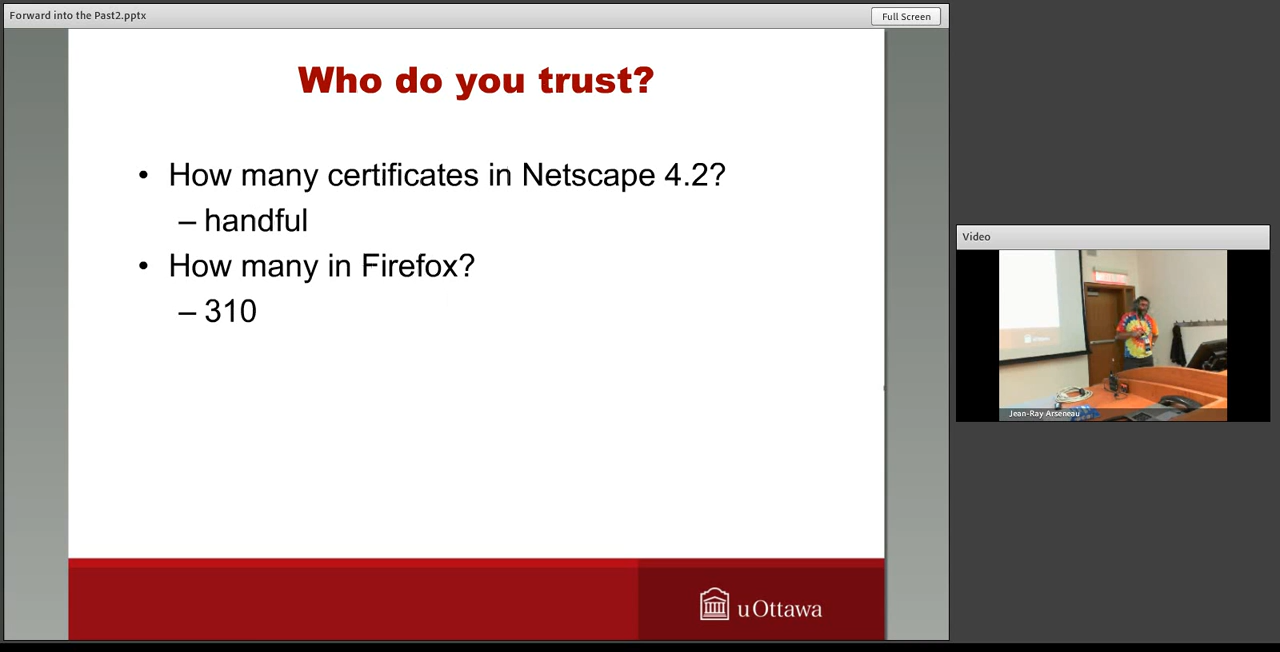 Forward into the Past2.pptx
Full Screen
Who do you trust?
• How many certificates in Netscape 4.2?
– handful
• How many in Firefox?
– 310
uOttawa
Video
Jean-Ray Arseneau